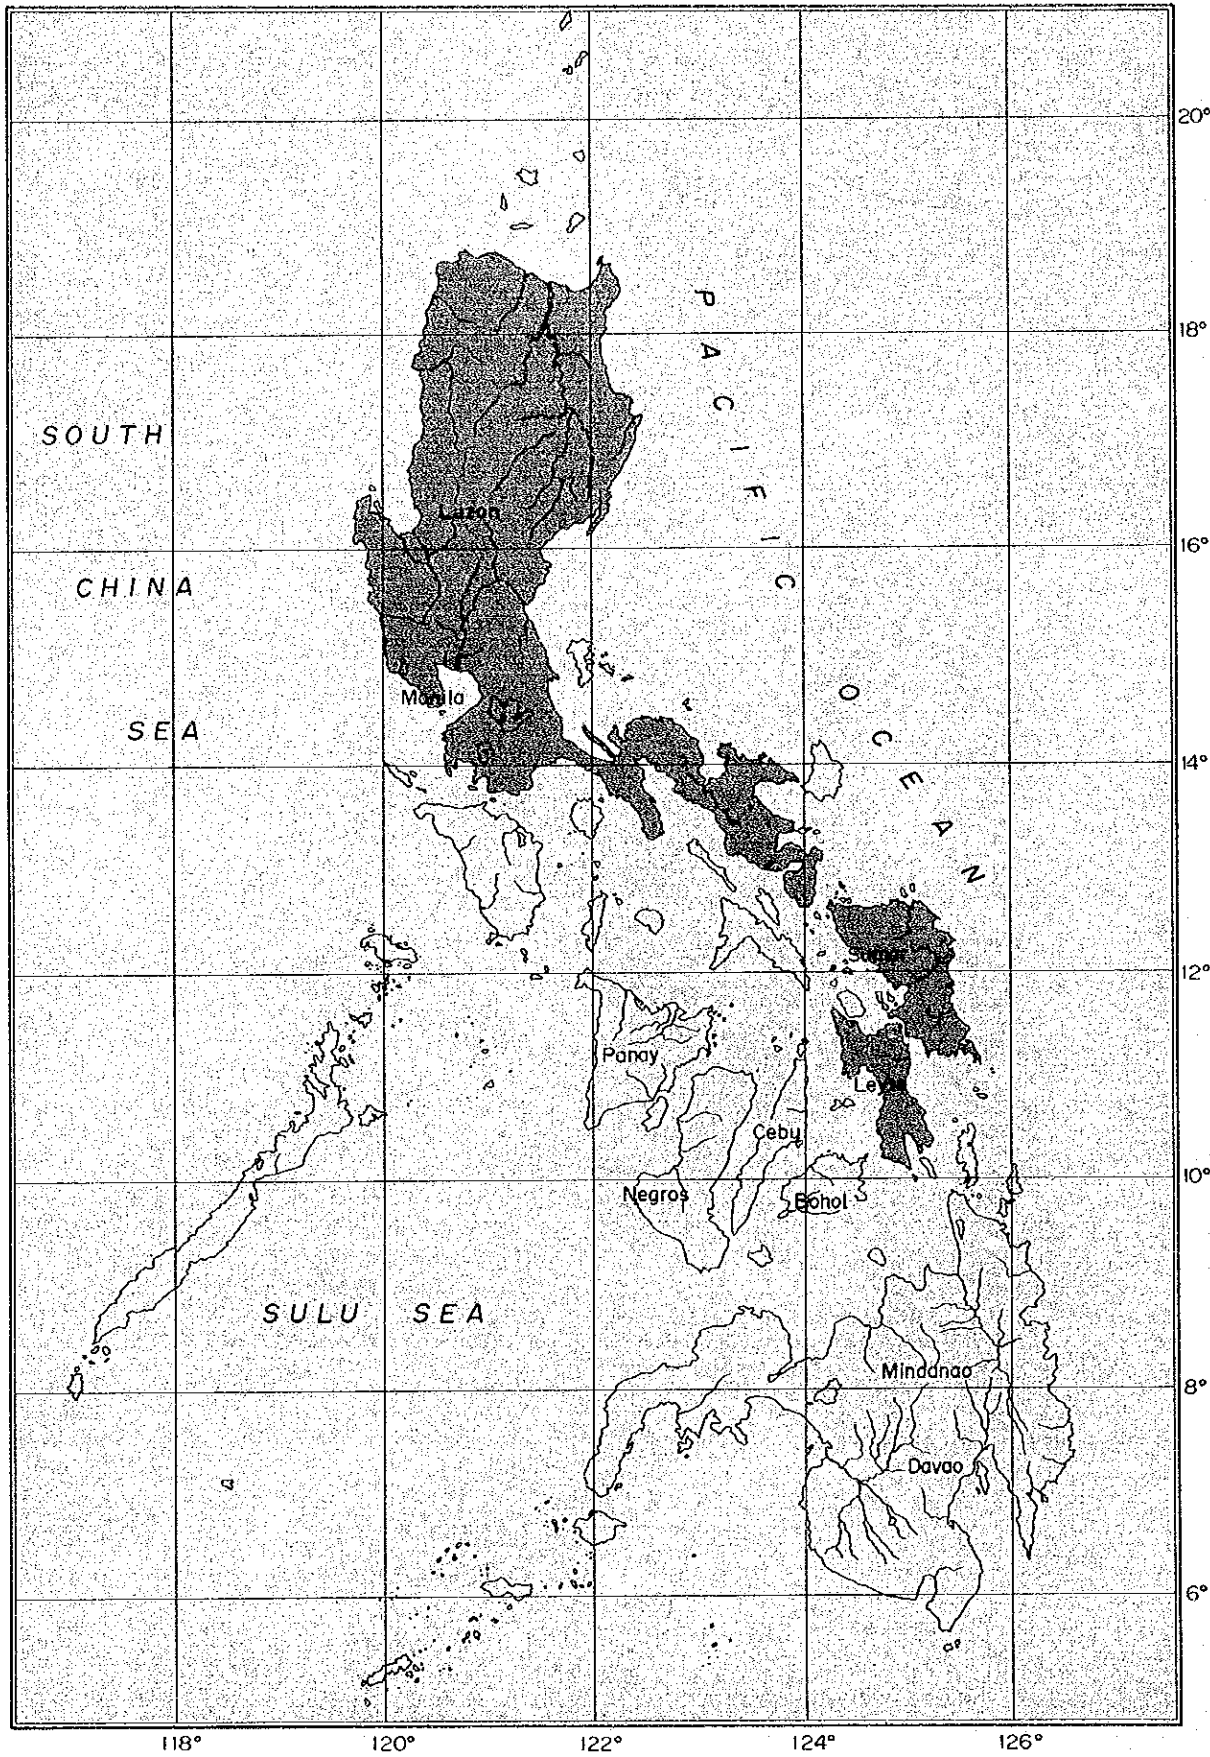 20°
18°
PACIFIC OCEAN
SOUTH
Luzon
16°
CHINA
Manila
SEA
14°
Samar
12°
Panay
Leyte
Ceby
10°
Negros
Bohol
SULU SEA
Mindanao
8°
Davao
6°
118° 120° 122° 124° 126°